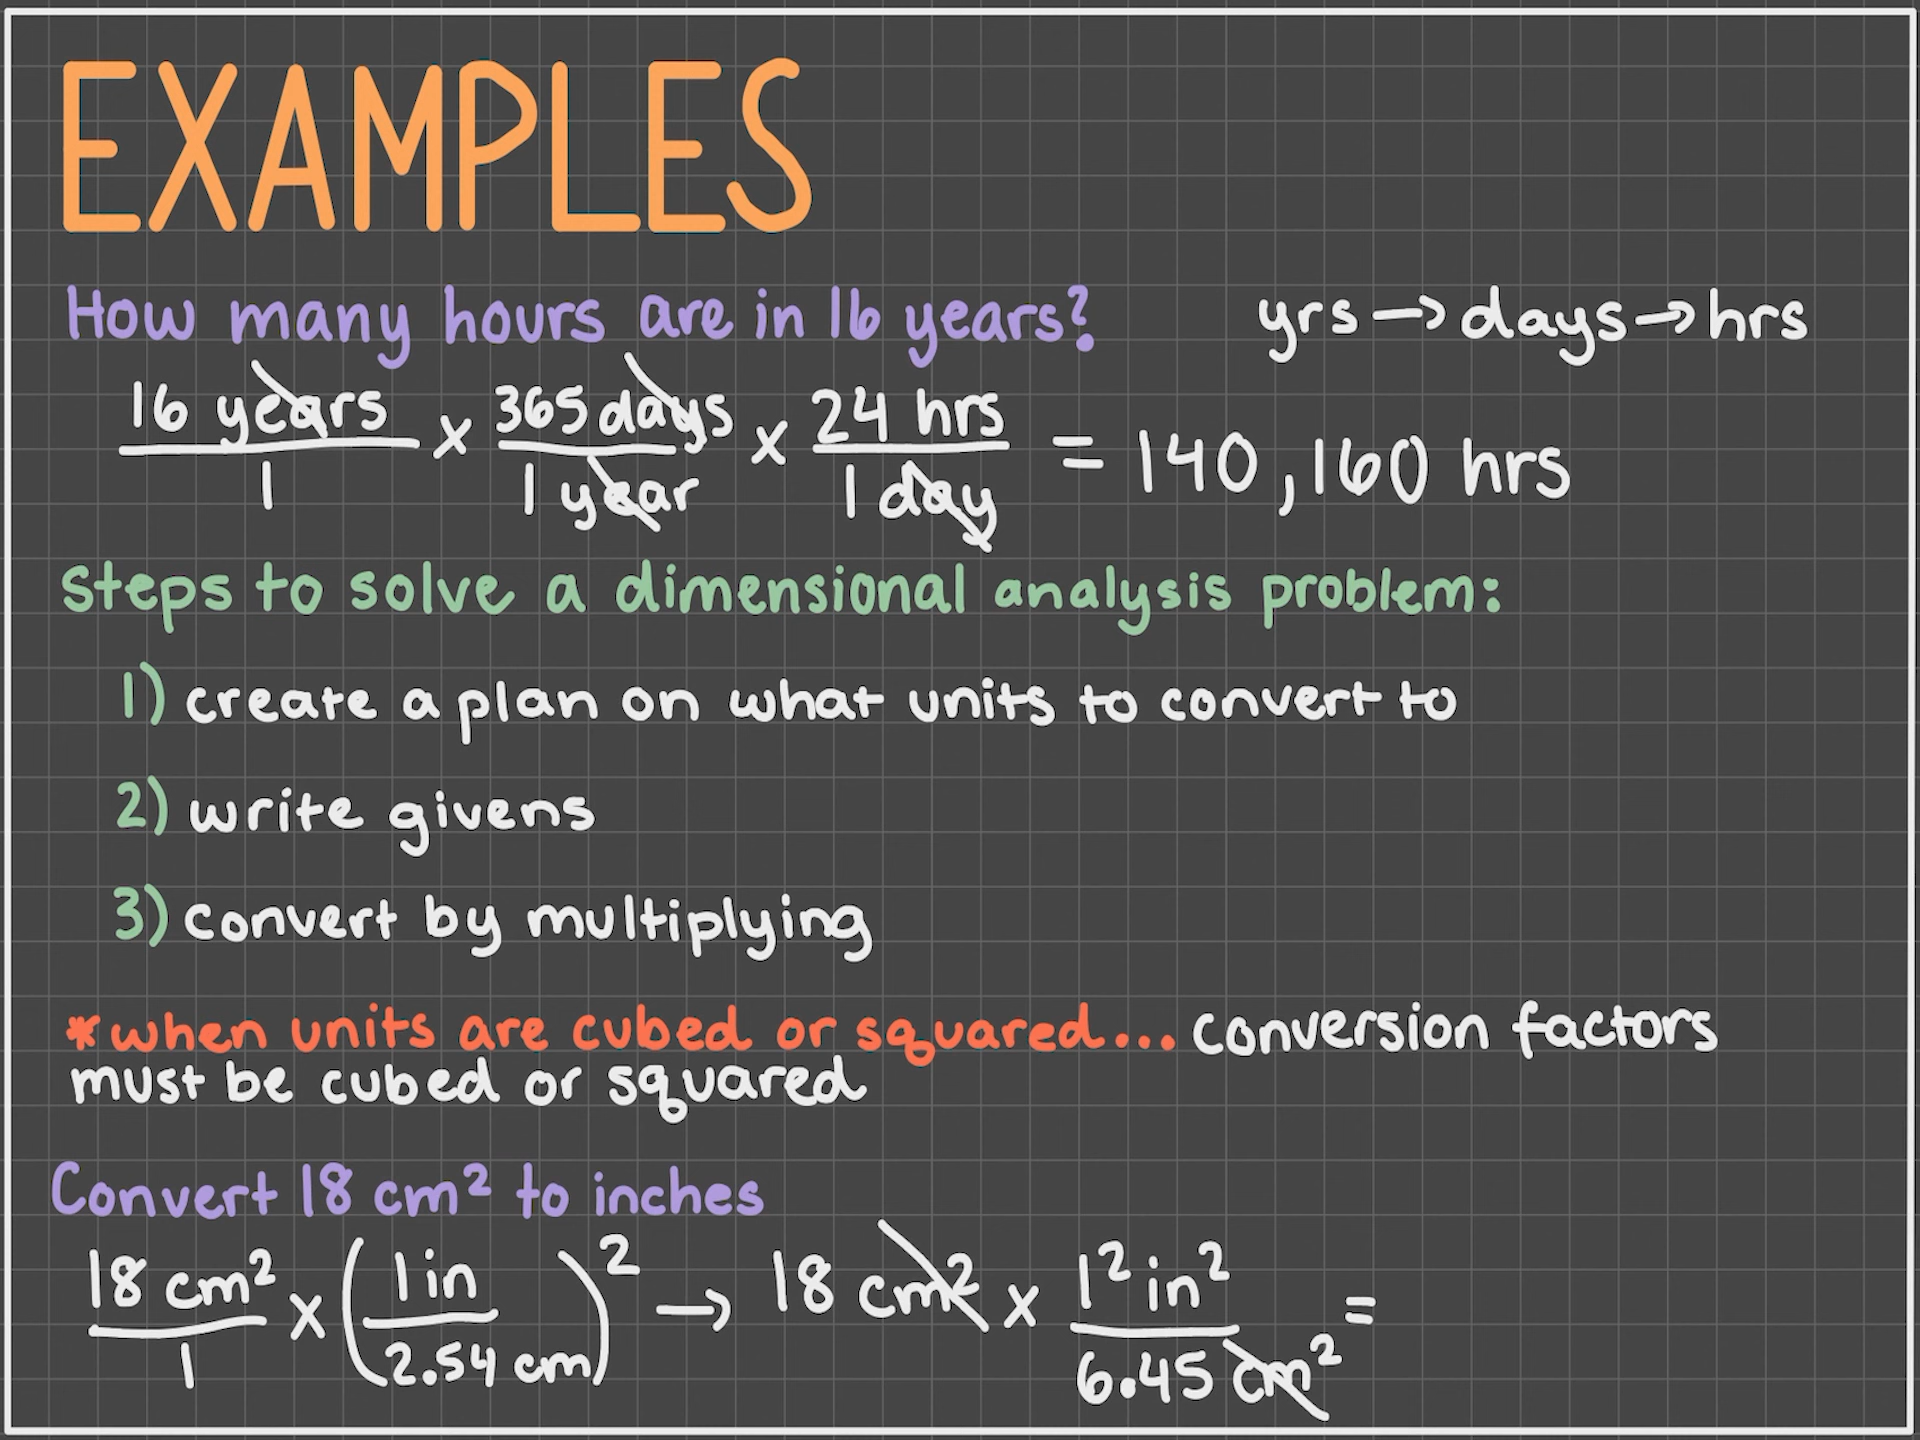 EXAMPLES
How many hours are in 16 years? yrs → days → hrs
16 years / 1 x 365 days / 1 year x 24 hrs / 1 day = 140,160 hrs
Steps to solve a dimensional analysis problem:
1) create a plan on what units to convert to
2) write givens
3) convert by multiplying
*when units are cubed or squared... conversion factors
must be cubed or squared
Convert 18 cm² to inches
18 cm² / 1 x (1 in / 2.54 cm)² → 18 cm² x 1² in² / 6.45 cm² =